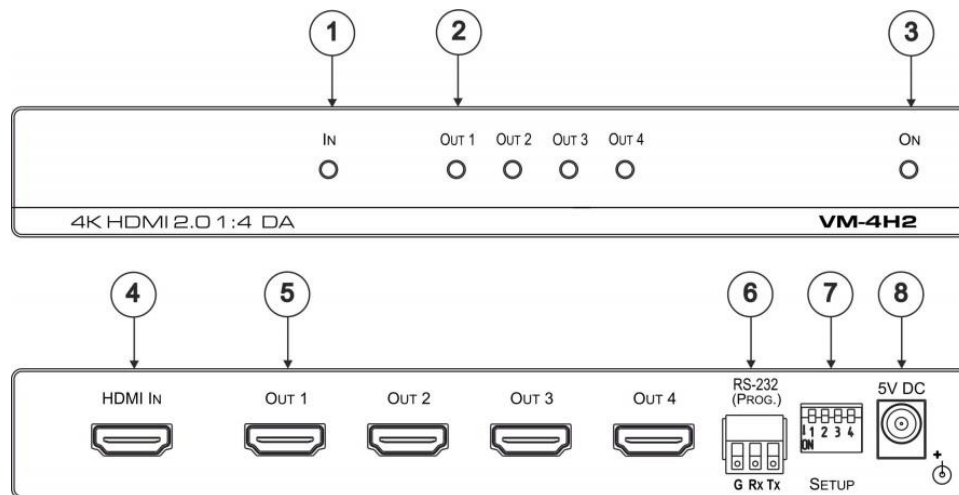 1 2 3
IN OUT 1 OUT 2 OUT 3 OUT 4 ON
4K HDMI 2.0 1:4 DA VM-4H2
4 5 6 7 8
HDMI IN OUT 1 OUT 2 OUT 3 OUT 4 RS-232 5V DC
(PROG.)
1 2 3 4
ON
G Rx Tx SETUP
+